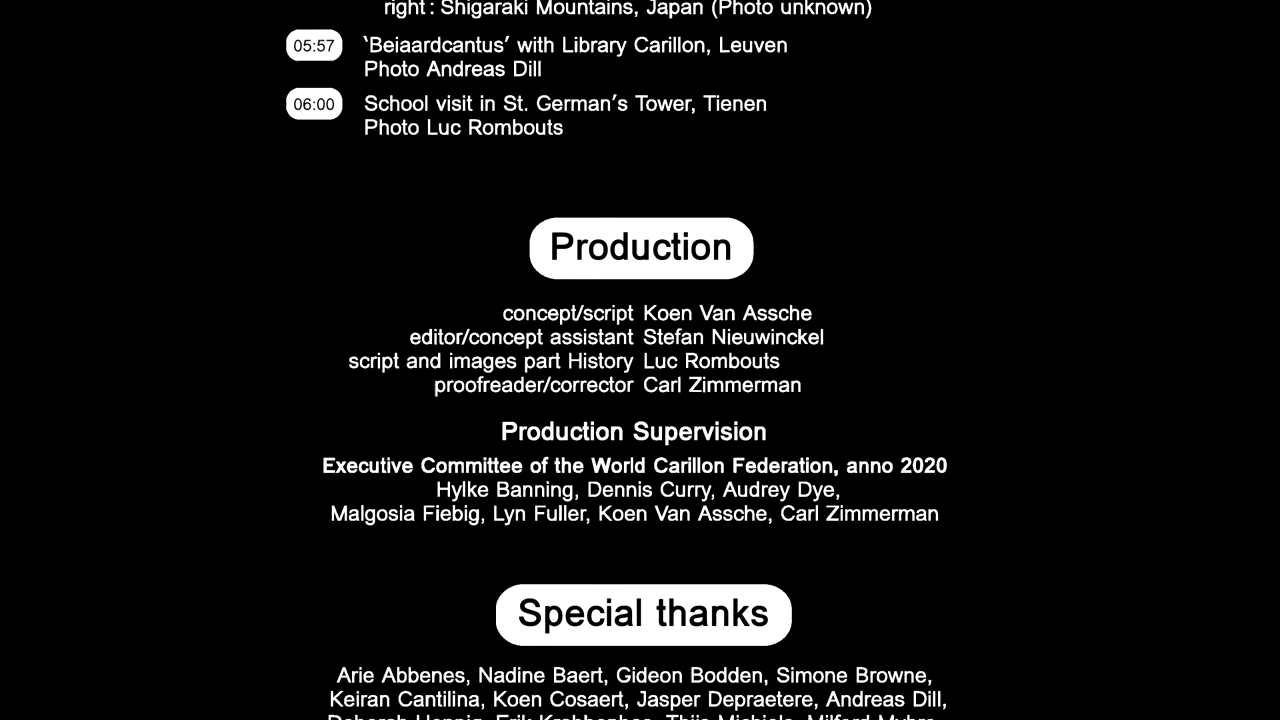 right: Shigaraki Mountains, Japan (Photo unknown)
05:57 ‘Beiaardcantus’ with Library Carillon, Leuven
Photo Andreas Dill
06:00 School visit in St. German’s Tower, Tienen
Photo Luc Rombouts
Production
concept/script Koen Van Assche
editor/concept assistant Stefan Nieuwinckel
script and images part History Luc Rombouts
proofreader/corrector Carl Zimmerman
Production Supervision
Executive Committee of the World Carillon Federation, anno 2020
Hylke Banning, Dennis Curry, Audrey Dye,
Malgosia Fiebig, Lyn Fuller, Koen Van Assche, Carl Zimmerman
Special thanks
Arie Abbenes, Nadine Baert, Gideon Bodden, Simone Browne,
Keiran Cantilina, Koen Cosaert, Jasper Depraetere, Andreas Dill,